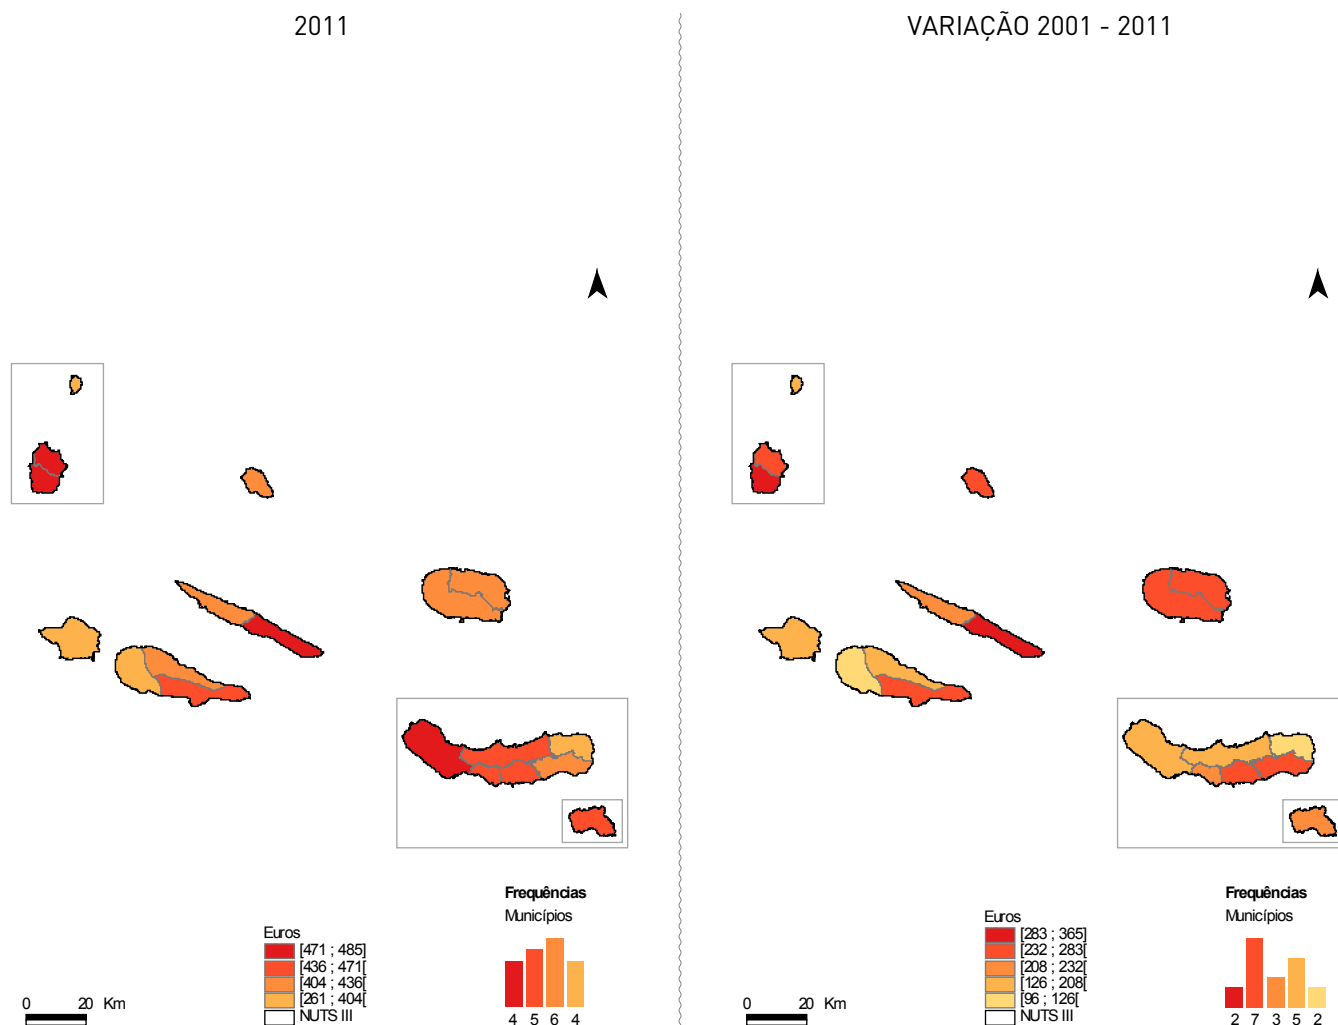 2011
VARIAÇÃO 2001 - 2011
Frequências
Municípios
Euros
[471 ; 485]
[436 ; 471[
[404 ; 436[
[261 ; 404[
NUTS III
0 20 Km
4 5 6 4
Frequências
Municípios
Euros
[283 ; 365]
[232 ; 283[
[208 ; 232[
[126 ; 208[
[96 ; 126[
NUTS III
0 20 Km
2 7 3 5 2